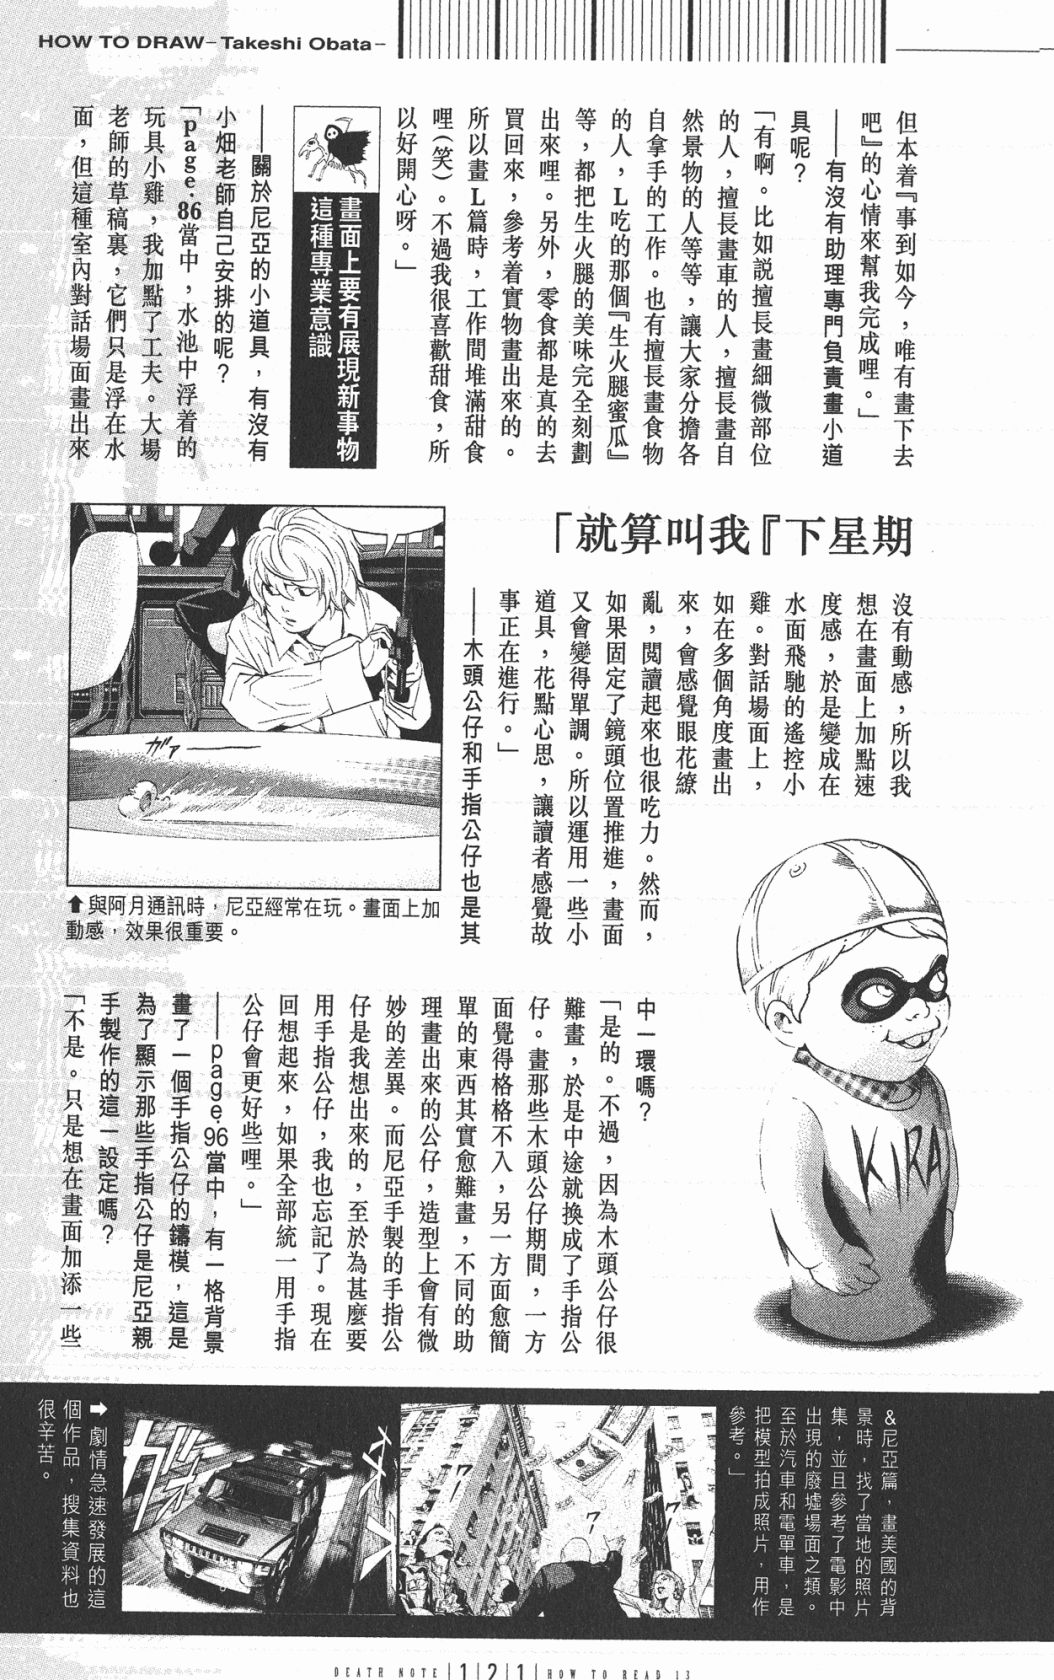 HOW TO DRAW–Takeshi Obata–
但本着『事到如今，唯有畫下去
吧』的心情來幫我完成哩。」
——有沒有助理專門負責畫小道
具呢？
「有啊。比如説擅長畫細微部位
的人，擅長畫車的人，擅長畫自
然景物的人等等，讓大家分擔各
自拿手的工作。也有擅長畫食物
的人，L吃的那個『生火腿蜜瓜』
等，都把生火腿的美味完全刻劃
出來哩。另外，零食都是真的去
買回來，參考着實物畫出來的。
所以畫L篇時，工作間堆滿甜食
哩（笑）。不過我很喜歡甜食，所
以好開心呀。」
畫面上要有展現新事物
這種專業意識
——關於尼亞的小道具，有沒有
小畑老師自己安排的呢？
「page.86當中，水池中浮着的
玩具小雞，我加點了工夫。大場
老師的草稿裏，它們只是浮在水
面，但這種室內對話場面畫出來
「就算叫我『下星期
沒有動感，所以我
想在畫面上加點速
度感，於是變成在
水面飛馳的遙控小
雞。對話場面上，
如在多個角度畫出
來，會感覺眼花繚
亂，閲讀起來也很吃力。然而，
如果固定了鏡頭位置推進，畫面
又會變得單調。所以運用一些小
道具，花點心思，讓讀者感覺故
事正在進行。」
——木頭公仔和手指公仔也是其
ガァ
⬆與阿月通訊時，尼亞經常在玩。畫面上加
動感，效果很重要。
KIRA
中一環嗎？
「是的。不過，因為木頭公仔很
難畫，於是中途就換成了手指公
仔。畫那些木頭公仔期間，一方
面覺得格格不入，另一方面愈簡
單的東西其實愈難畫，不同的助
理畫出來的公仔，造型上會有微
妙的差異。而尼亞手製的手指公
仔是我想出來的，至於為甚麼要
用手指公仔，我也忘記了。現在
回想起來，如果全部統一用手指
公仔會更好些哩。」
——page.96當中，有一格背景
畫了一個手指公仔的鑄模，這是
為了顯示那些手指公仔是尼亞親
手製作的這一設定嗎？
「不是。只是想在畫面加添一些
&尼亞篇，畫美國的背
景時，找了當地的照片
集，並且參考了電影中
出現的廢墟場面之類。
至於汽車和電單車，是
把模型拍成照片，用作
參考。」
ワー
ワー
ガオォ
➡劇情急速發展的這
個作品，搜集資料也
很辛苦。
DEATH NOTE |1|2|1| HOW TO READ 13